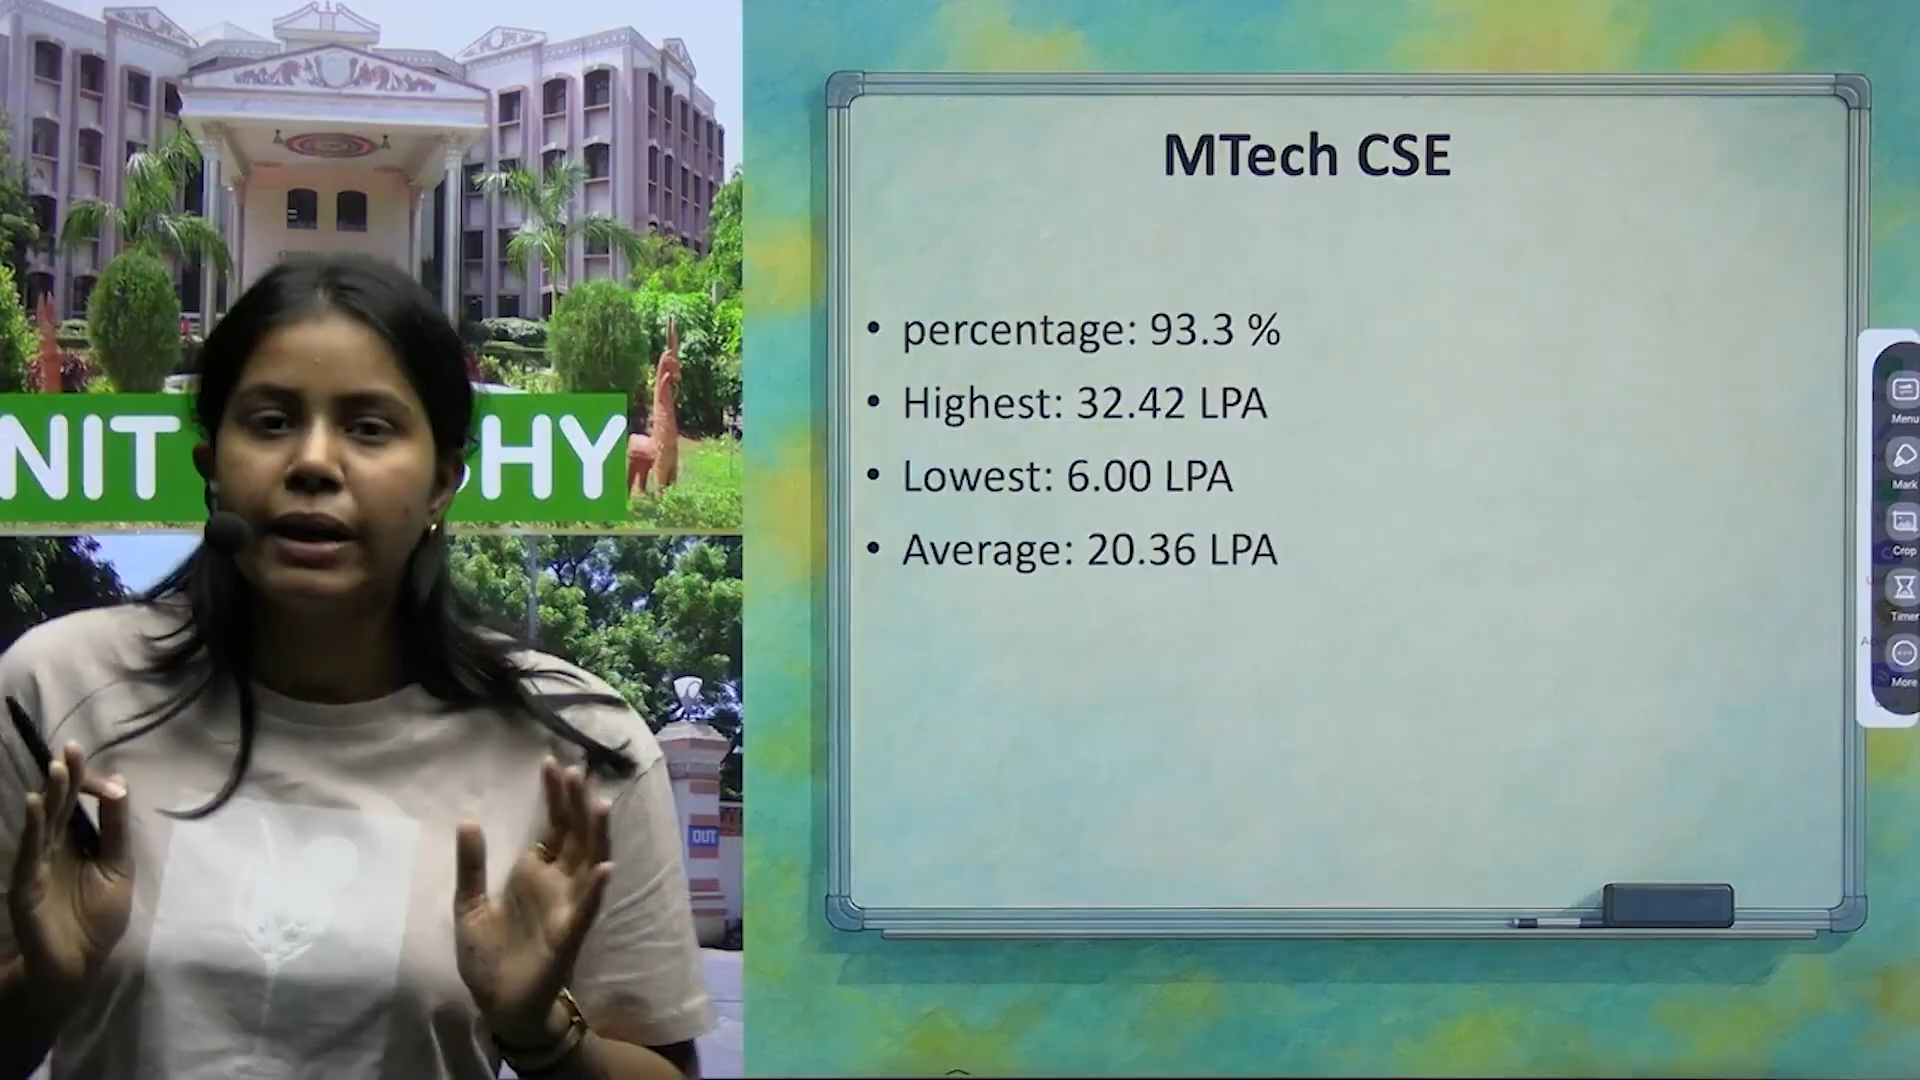 MTech CSE
• percentage: 93.3 %
• Highest: 32.42 LPA
• Lowest: 6.00 LPA
• Average: 20.36 LPA
NIT HY
OUT
Menu
Mark
Crop
Timer
More